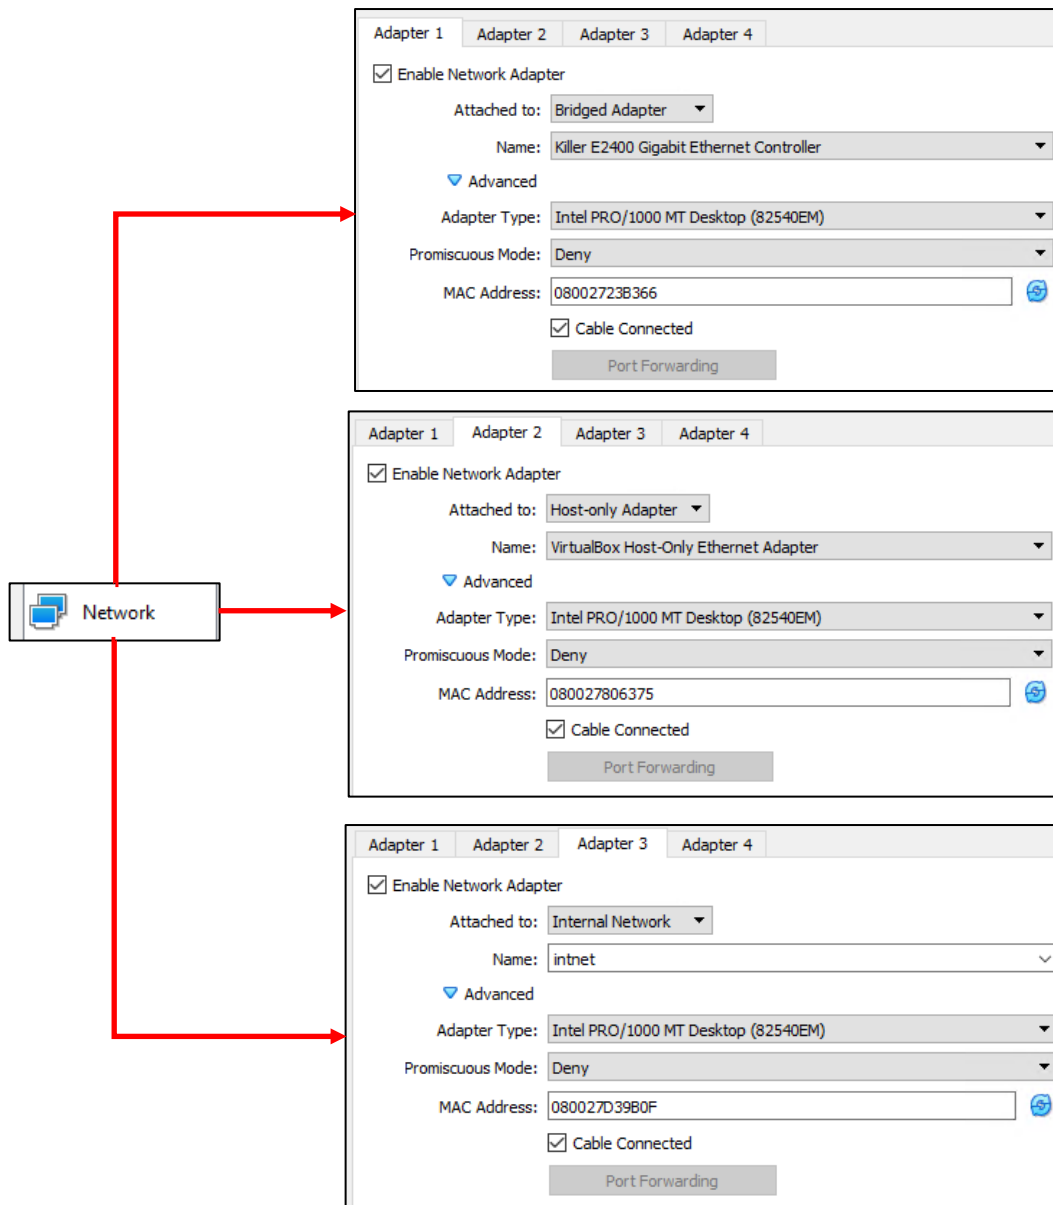 Adapter 1 Adapter 2 Adapter 3 Adapter 4
Enable Network Adapter
Attached to: Bridged Adapter
Name: Killer E2400 Gigabit Ethernet Controller
Advanced
Adapter Type: Intel PRO/1000 MT Desktop (82540EM)
Promiscuous Mode: Deny
MAC Address: 08002723B366
Cable Connected
Port Forwarding
Adapter 1 Adapter 2 Adapter 3 Adapter 4
Enable Network Adapter
Attached to: Host-only Adapter
Name: VirtualBox Host-Only Ethernet Adapter
Advanced
Adapter Type: Intel PRO/1000 MT Desktop (82540EM)
Promiscuous Mode: Deny
MAC Address: 080027806375
Cable Connected
Port Forwarding
Network
Adapter 1 Adapter 2 Adapter 3 Adapter 4
Enable Network Adapter
Attached to: Internal Network
Name: intnet
Advanced
Adapter Type: Intel PRO/1000 MT Desktop (82540EM)
Promiscuous Mode: Deny
MAC Address: 080027D39B0F
Cable Connected
Port Forwarding